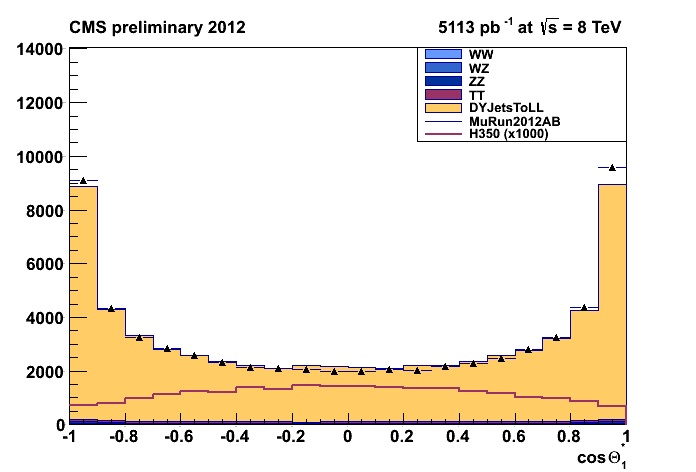 CMS preliminary 2012
5113 pb⁻¹ at √s = 8 TeV
14000
12000
10000
8000
6000
4000
2000
0
WW
WZ
ZZ
TT
DYJetsToLL
MuRun2012AB
H350 (x1000)
-1 -0.8 -0.6 -0.4 -0.2 0 0.2 0.4 0.6 0.8 1
cosΘ₁*